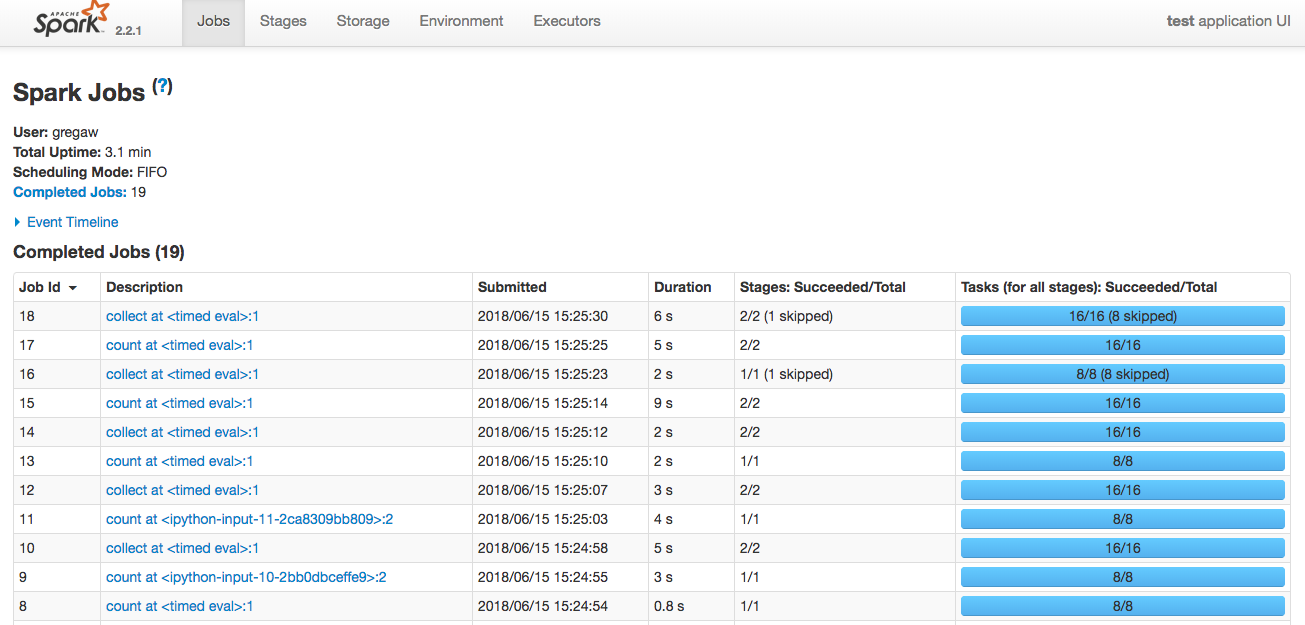 APACHE
Spark 2.2.1 Jobs Stages Storage Environment Executors test application UI
Spark Jobs (?)
User: gregaw
Total Uptime: 3.1 min
Scheduling Mode: FIFO
Completed Jobs: 19
Event Timeline
Completed Jobs (19)
Job Id Description Submitted Duration Stages: Succeeded/Total Tasks (for all stages): Succeeded/Total
18 collect at <timed eval>:1 2018/06/15 15:25:30 6 s 2/2 (1 skipped) 16/16 (8 skipped)
17 count at <timed eval>:1 2018/06/15 15:25:25 5 s 2/2 16/16
16 collect at <timed eval>:1 2018/06/15 15:25:23 2 s 1/1 (1 skipped) 8/8 (8 skipped)
15 count at <timed eval>:1 2018/06/15 15:25:14 9 s 2/2 16/16
14 collect at <timed eval>:1 2018/06/15 15:25:12 2 s 2/2 16/16
13 count at <timed eval>:1 2018/06/15 15:25:10 2 s 1/1 8/8
12 collect at <timed eval>:1 2018/06/15 15:25:07 3 s 2/2 16/16
11 count at <ipython-input-11-2ca8309bb809>:2 2018/06/15 15:25:03 4 s 1/1 8/8
10 collect at <timed eval>:1 2018/06/15 15:24:58 5 s 2/2 16/16
9 count at <ipython-input-10-2bb0dbceffe9>:2 2018/06/15 15:24:55 3 s 1/1 8/8
8 count at <timed eval>:1 2018/06/15 15:24:54 0.8 s 1/1 8/8